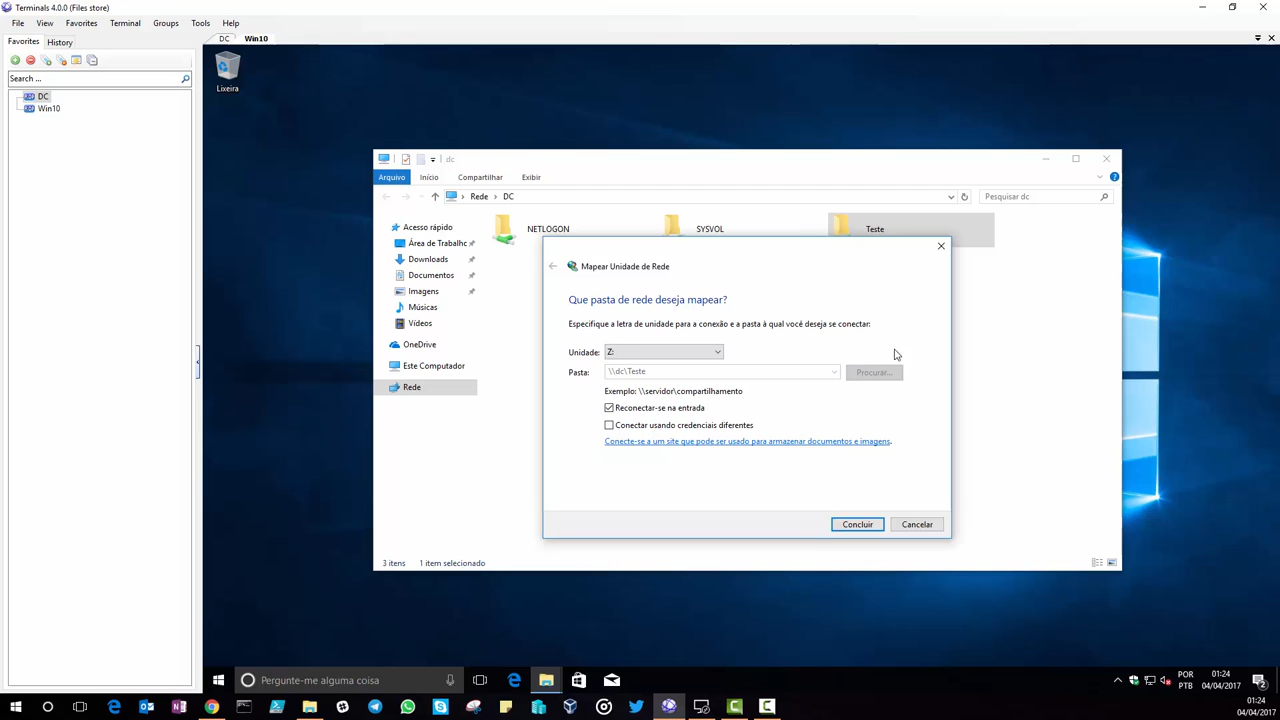 Terminals 4.0.0 (Files store)
File View Favorites Terminal Groups Tools Help
Favorites History
DC Win10
Search ...
DC
Win10
Lixeira
dc
Arquivo Início Compartilhar Exibir
Rede DC
Pesquisar dc
Acesso rápido
Área de Trabalho
Downloads
Documentos
Imagens
Músicas
Vídeos
OneDrive
Este Computador
Rede
NETLOGON SYSVOL Teste
Mapear Unidade de Rede
Que pasta de rede deseja mapear?
Especifique a letra de unidade para a conexão e a pasta à qual você deseja se conectar:
Unidade: Z:
Pasta: \\dc\Teste Procurar...
Exemplo: \\servidor\compartilhamento
Reconectar-se na entrada
Conectar usando credenciais diferentes
Conecte-se a um site que pode ser usado para armazenar documentos e imagens.
Concluir Cancelar
3 itens 1 item selecionado
Pergunte-me alguma coisa
POR
PTB
01:24
04/04/2017
2
01:24
04/04/2017